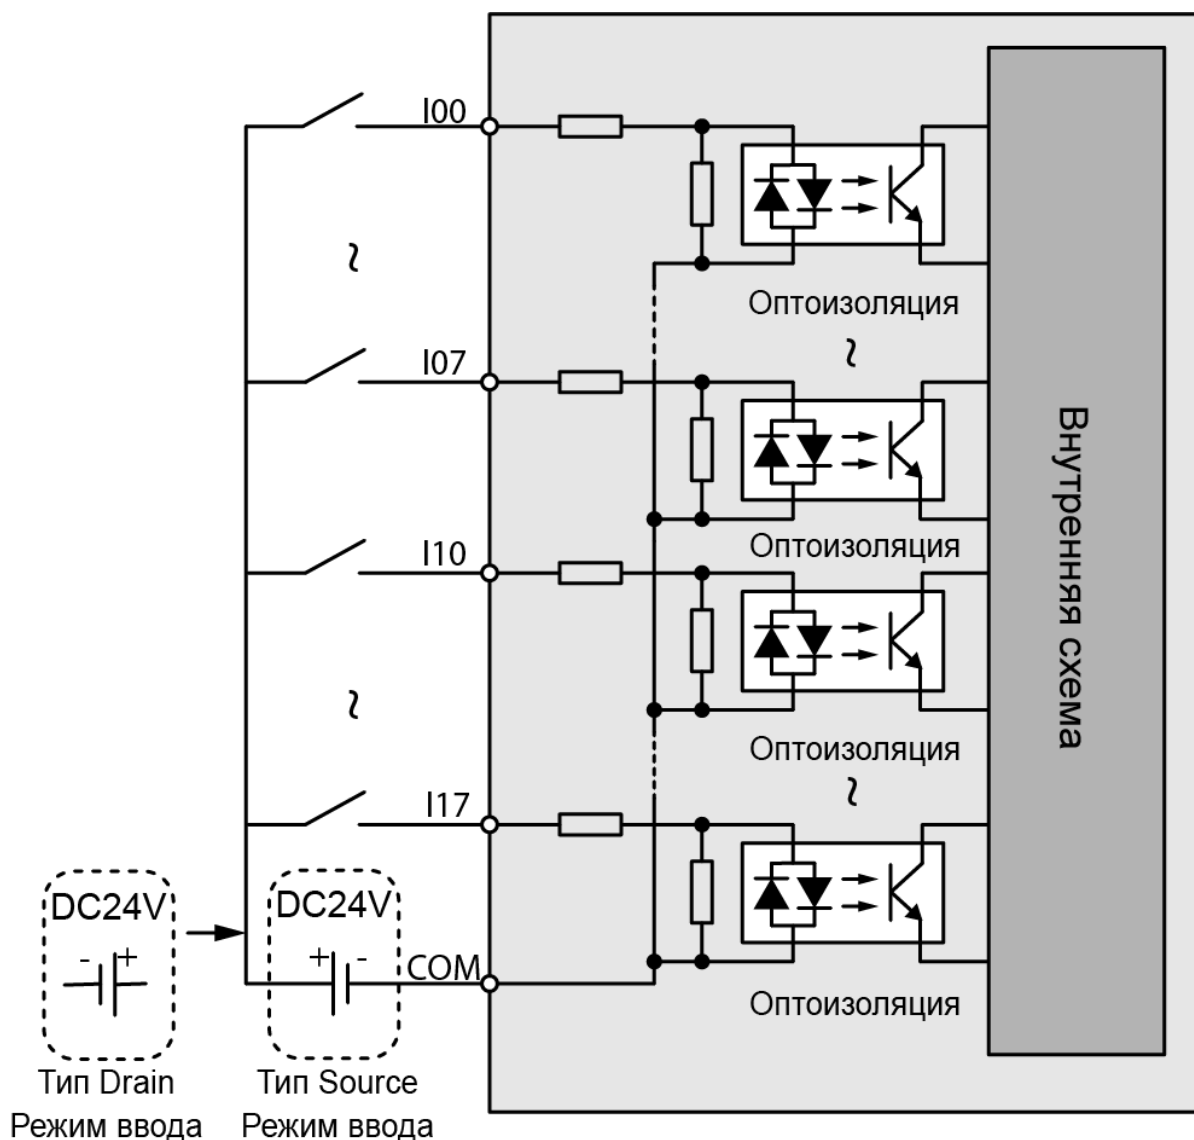 I00
~
Оптоизоляция
~
I07
Оптоизоляция
I10
~
Оптоизоляция
~
I17
Внутренняя схема
DC24V
- +
DC24V
+ -
COM
Оптоизоляция
Тип Drain
Режим ввода
Тип Source
Режим ввода